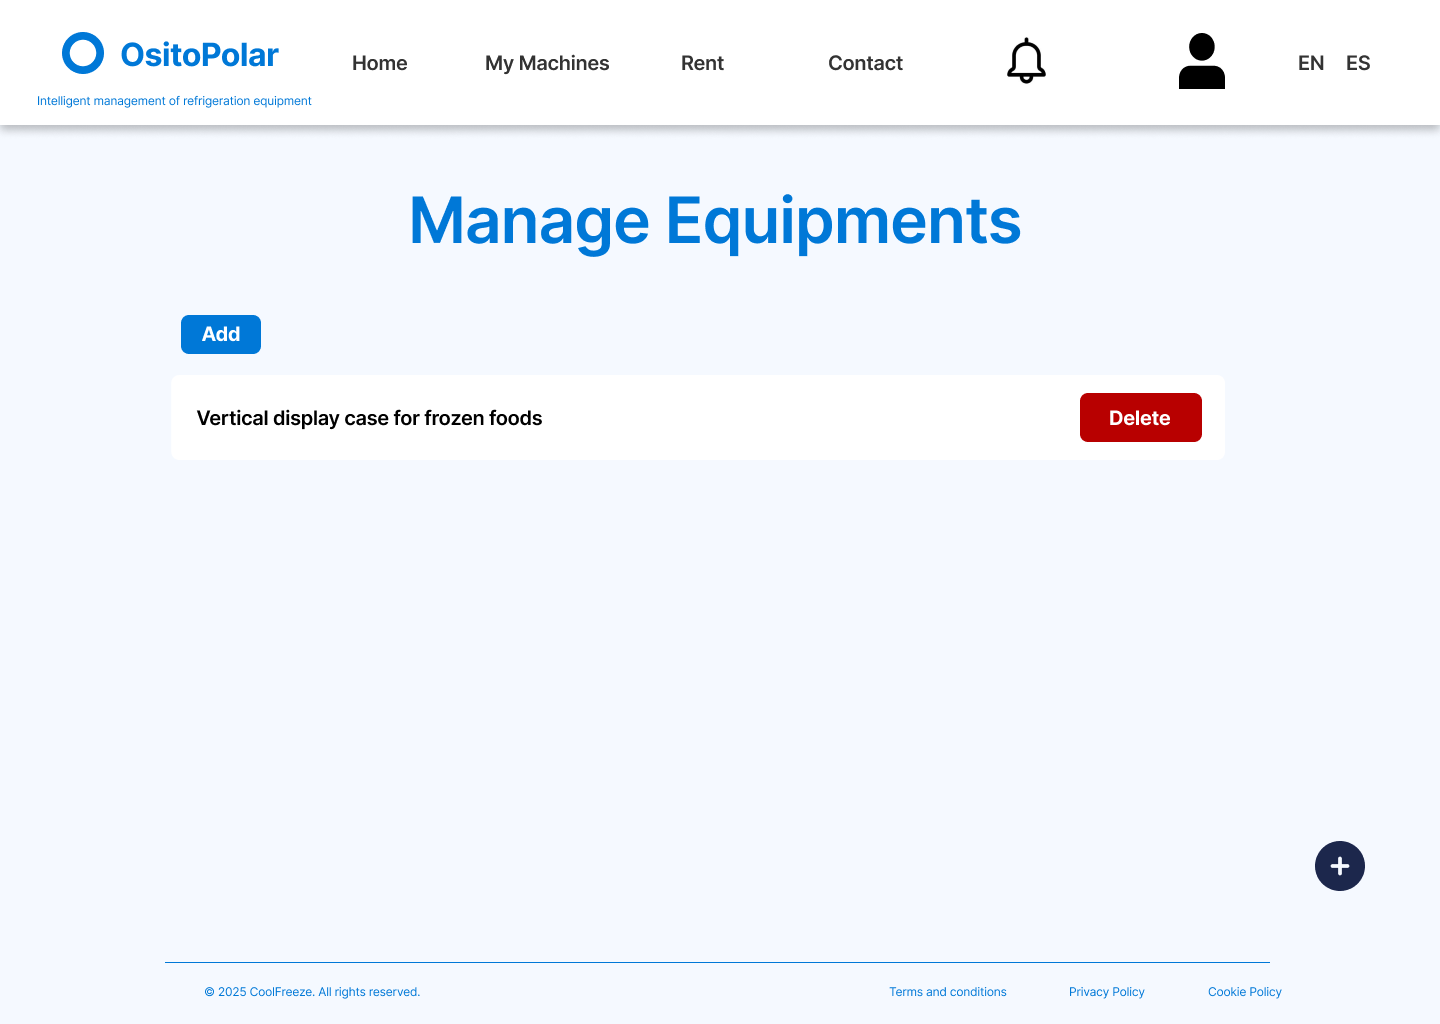 OsitoPolar
Intelligent management of refrigeration equipment
Home
My Machines
Rent
Contact
EN
ES
Manage Equipments
Add
Vertical display case for frozen foods
Delete
© 2025 CoolFreeze. All rights reserved.
Terms and conditions
Privacy Policy
Cookie Policy